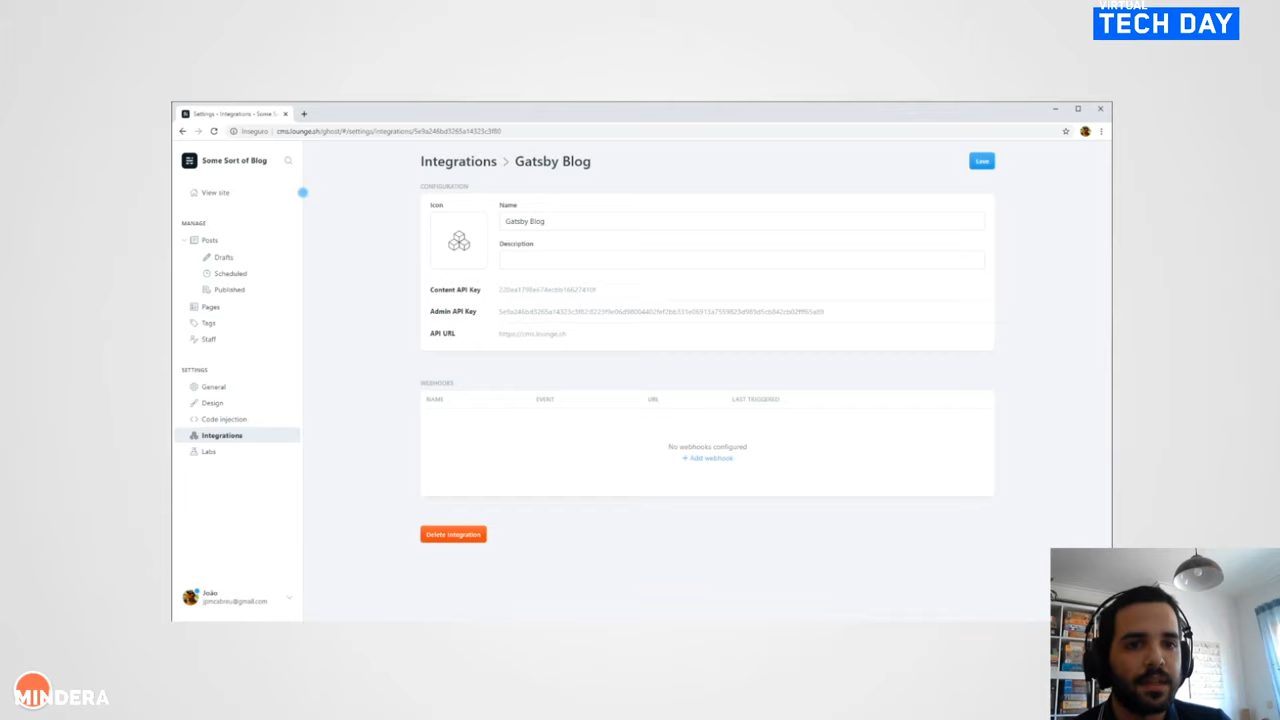 VIRTUAL
TECH DAY
Settings - Integrations - Some S
Inseguro cms.lounge.sh/ghost/#/settings/integrations/5e9a246bd3265a14323c3f80
Some Sort of Blog
Integrations > Gatsby Blog
Save
View site
CONFIGURATION
Icon
Name
Gatsby Blog
Description
MANAGE
Posts
Drafts
Scheduled
Published
Pages
Tags
Staff
Content API Key
Admin API Key
API URL https://cms.lounge.sh
SETTINGS
General
Design
Code injection
Integrations
Labs
WEBHOOKS
NAME EVENT URL LAST TRIGGERED
No webhooks configured
+ Add webhook
Delete integration
João
jpmcabreu@gmail.com
MINDERA